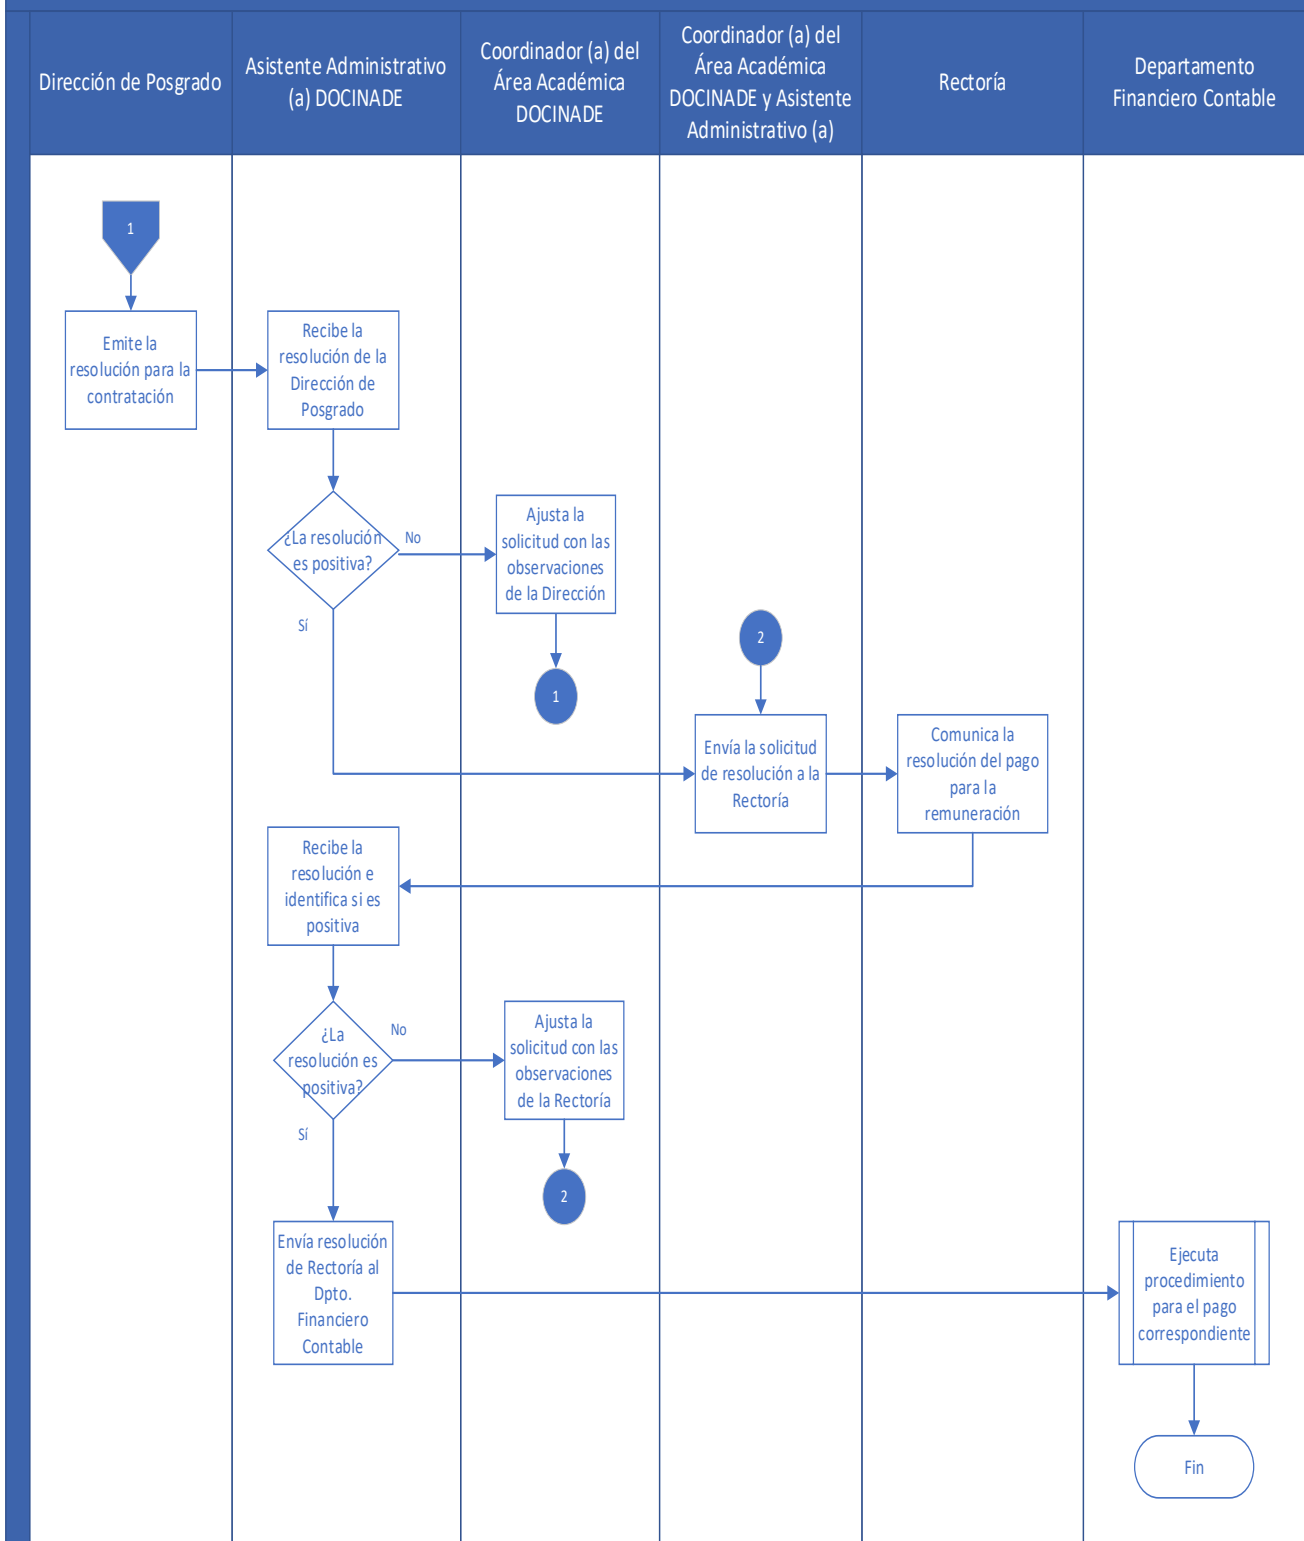 Dirección de Posgrado
Asistente Administrativo
(a) DOCINADE
Coordinador (a) del
Área Académica
DOCINADE
Coordinador (a) del
Área Académica
DOCINADE y Asistente
Administrativo (a)
Rectoría
Departamento
Financiero Contable
1
Emite la
resolución para la
contratación
Recibe la
resolución de la
Dirección de
Posgrado
¿La resolución
es positiva?
No
Sí
Ajusta la
solicitud con las
observaciones
de la Dirección
1
2
Envía la solicitud
de resolución a la
Rectoría
Comunica la
resolución del pago
para la
remuneración
Recibe la
resolución e
identifica si es
positiva
¿La
resolución es
positiva?
No
Sí
Ajusta la
solicitud con las
observaciones
de la Rectoría
2
Envía resolución
de Rectoría al
Dpto.
Financiero
Contable
Ejecuta
procedimiento
para el pago
correspondiente
Fin